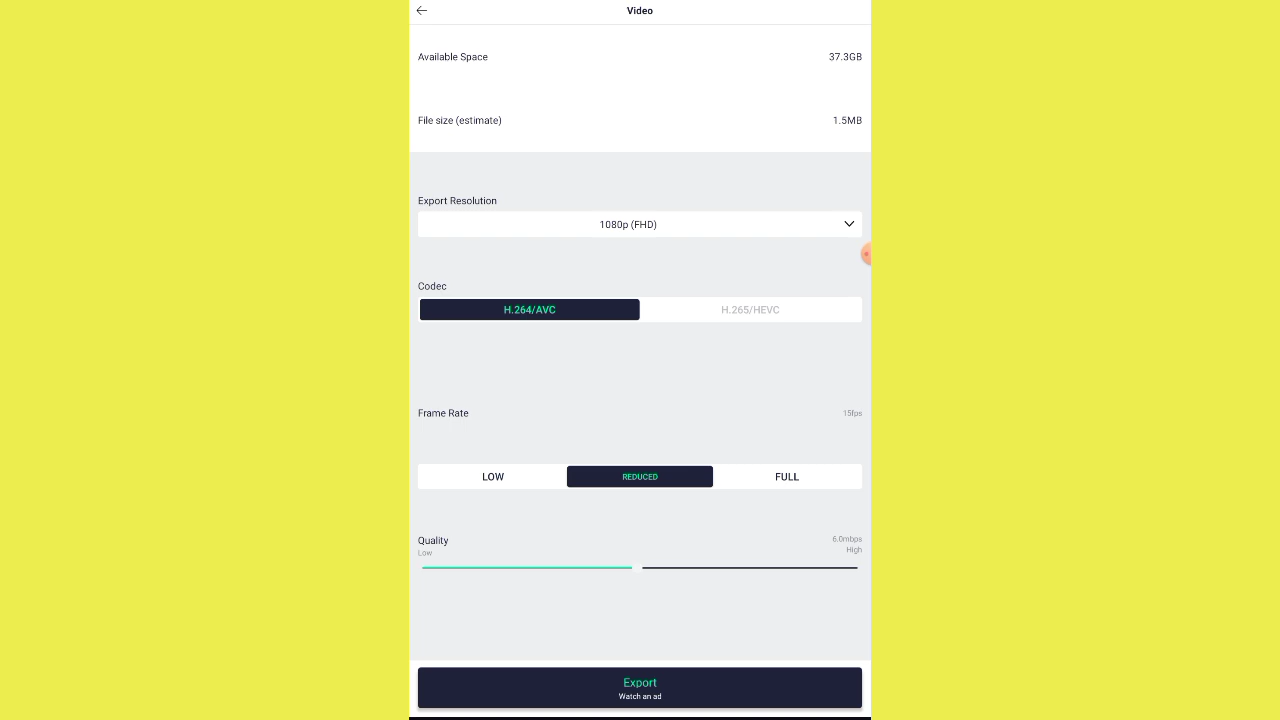 Video
Available Space 37.3GB
File size (estimate) 1.5MB
Export Resolution
1080p (FHD)
Codec
H.264/AVC H.265/HEVC
Frame Rate 15fps
LOW REDUCED FULL
Quality 6.0mbps
Low High
Export
Watch an ad